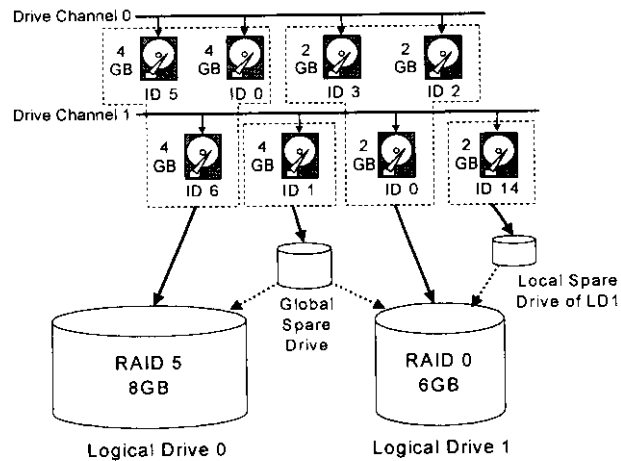 Drive Channel 0
4 GB
4 GB
2 GB
2 GB
ID 5
ID 0
ID 3
ID 2
Drive Channel 1
4 GB
4 GB
2 GB
2 GB
ID 6
ID 1
ID 0
ID 14
Global
Spare
Drive
Local Spare
Drive of LD1
RAID 5
8GB
RAID 0
6GB
Logical Drive 0
Logical Drive 1